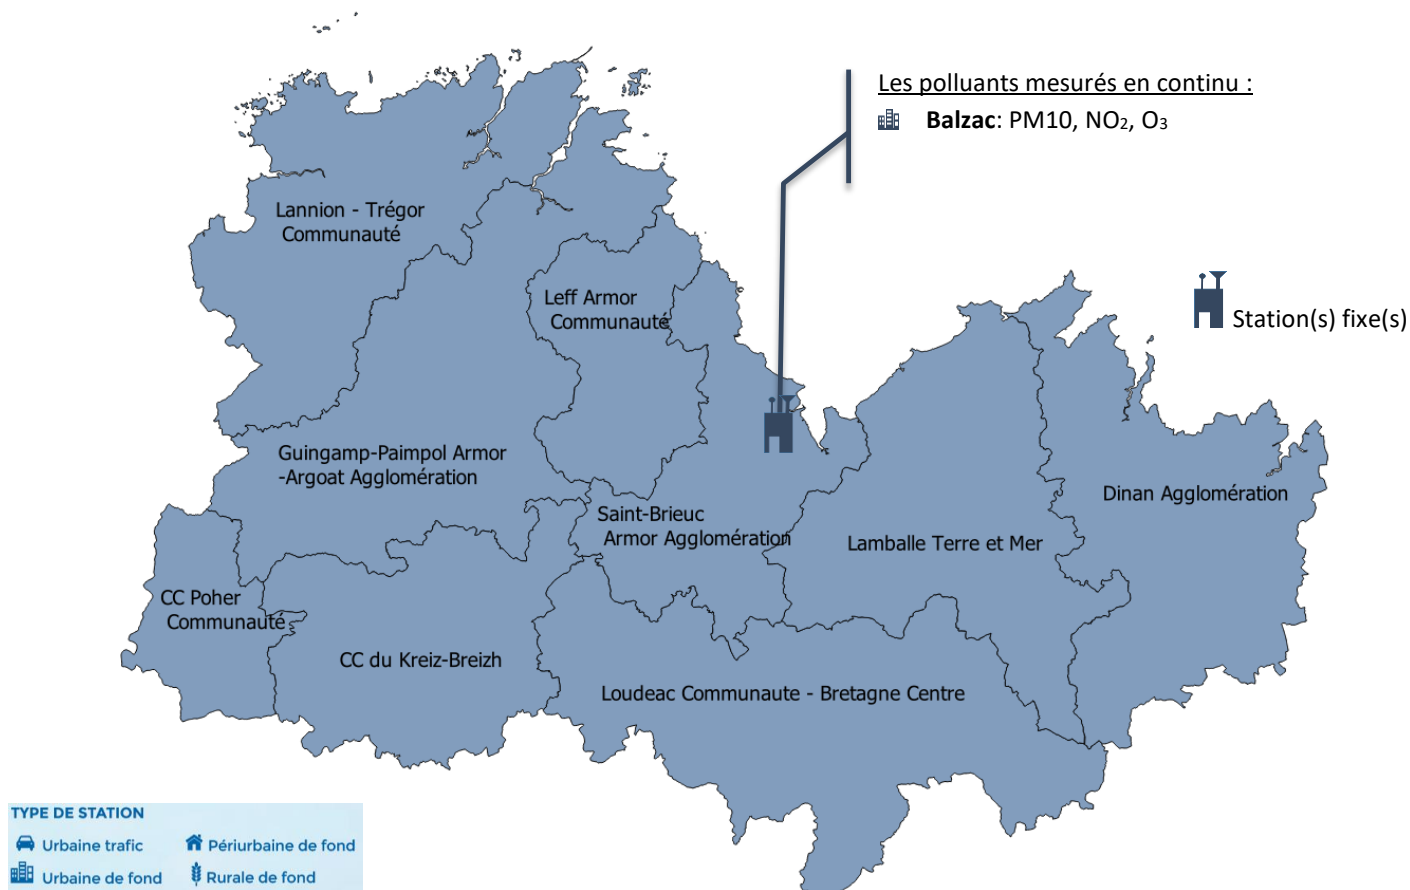 Les polluants mesurés en continu :
Balzac: PM10, NO₂, O₃
Lannion - Trégor
Communauté
Leff Armor
Communauté
Station(s) fixe(s)
Guingamp-Paimpol Armor
-Argoat Agglomération
Saint-Brieuc
Armor Agglomération
Lamballe Terre et Mer
Dinan Agglomération
CC Poher
Communauté
CC du Kreiz-Breizh
Loudeac Communaute - Bretagne Centre
TYPE DE STATION
Urbaine trafic
Périurbaine de fond
Urbaine de fond
Rurale de fond